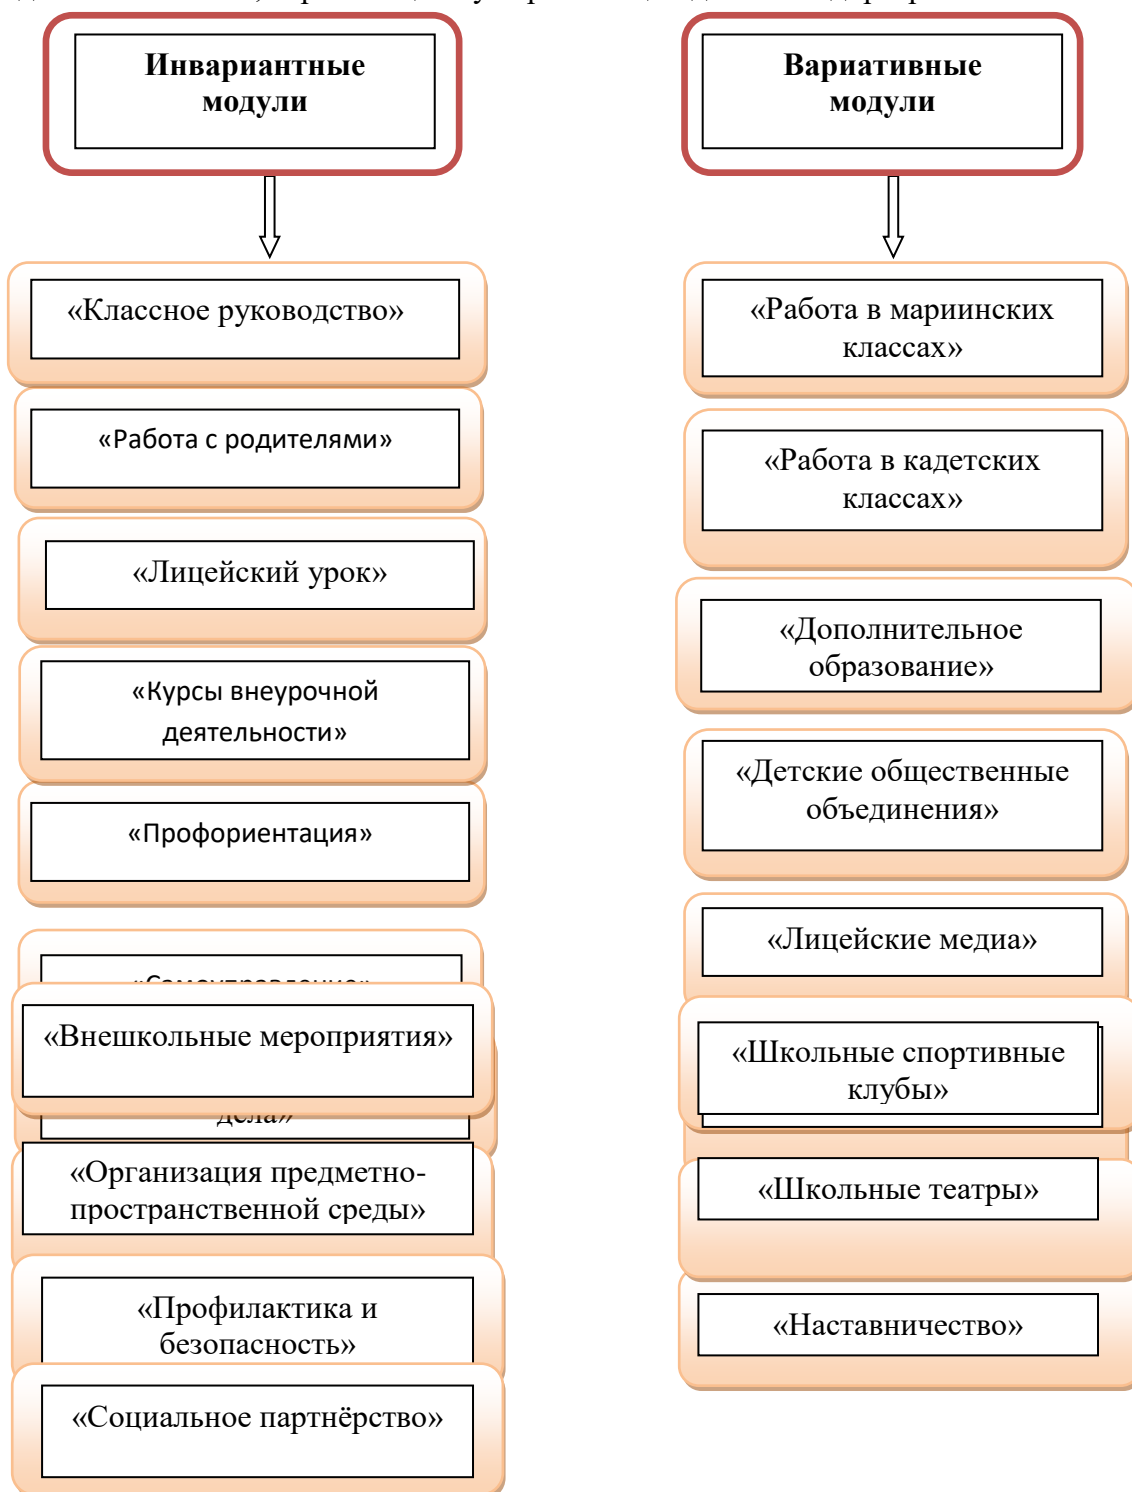 Инвариантные
модули
«Классное руководство»
«Работа с родителями»
«Лицейский урок»
«Курсы внеурочной
деятельности»
«Профориентация»
«Самоуправление»
«Внешкольные мероприятия»
дела»
«Организация предметно-
пространственной среды»
«Профилактика и
безопасность»
«Социальное партнёрство»
Вариативные
модули
«Работа в мариинских
классах»
«Работа в кадетских
классах»
«Дополнительное
образование»
«Детские общественные
объединения»
«Лицейские медиа»
«Школьные спортивные
клубы»
«Школьные театры»
«Наставничество»